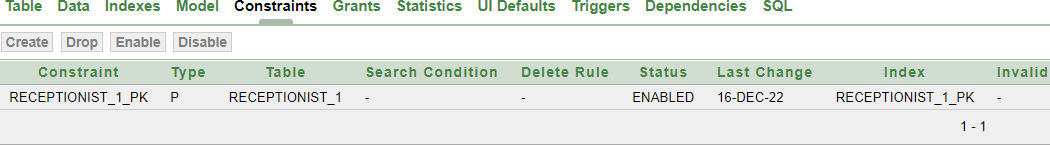 Table Data Indexes Model Constraints Grants Statistics UI Defaults Triggers Dependencies SQL
Create Drop Enable Disable
Constraint Type Table Search Condition Delete Rule Status Last Change Index Invalid
RECEPTIONIST_1_PK P RECEPTIONIST_1 - - ENABLED 16-DEC-22 RECEPTIONIST_1_PK -
1 - 1